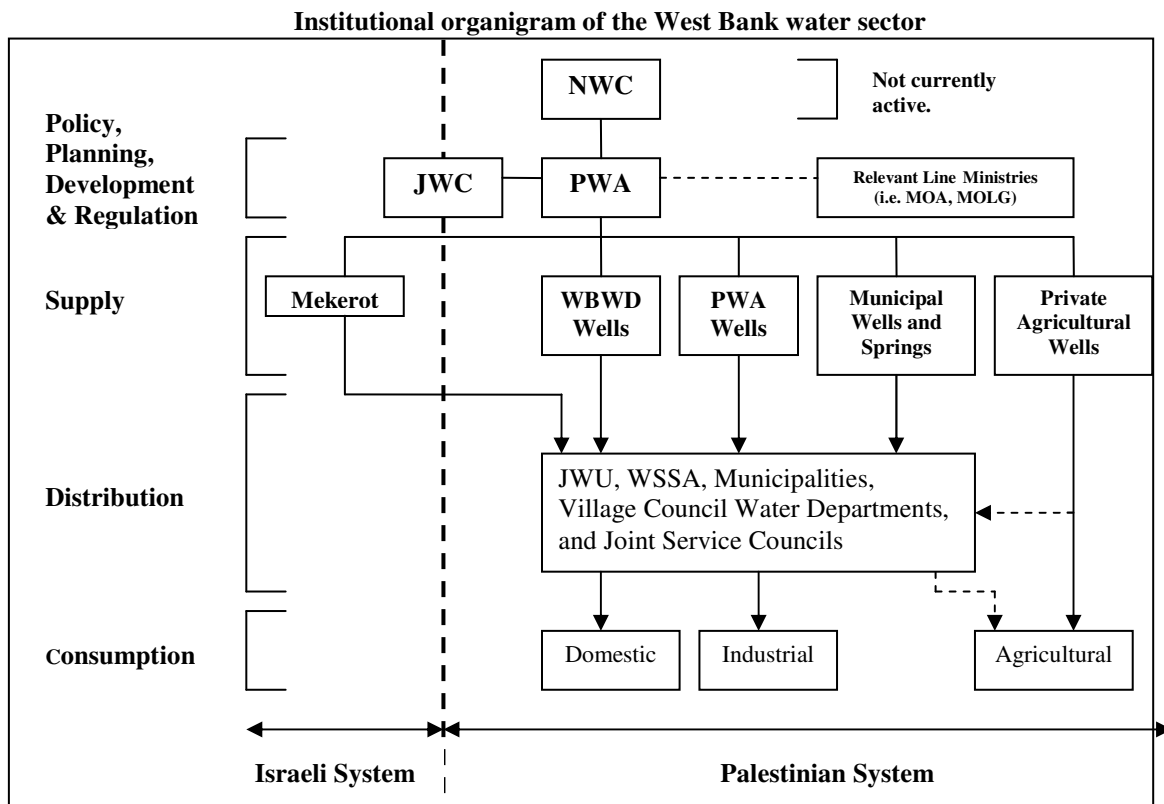 Institutional organigram of the West Bank water sector
NWC
Not currently
active.
Policy,
Planning,
Development
& Regulation
JWC
PWA
Relevant Line Ministries
(i.e. MOA, MOLG)
Supply
Mekerot
WBWD
Wells
PWA
Wells
Municipal
Wells and
Springs
Private
Agricultural
Wells
Distribution
JWU, WSSA, Municipalities,
Village Council Water Departments,
and Joint Service Councils
Consumption
Domestic
Industrial
Agricultural
Israeli System
Palestinian System